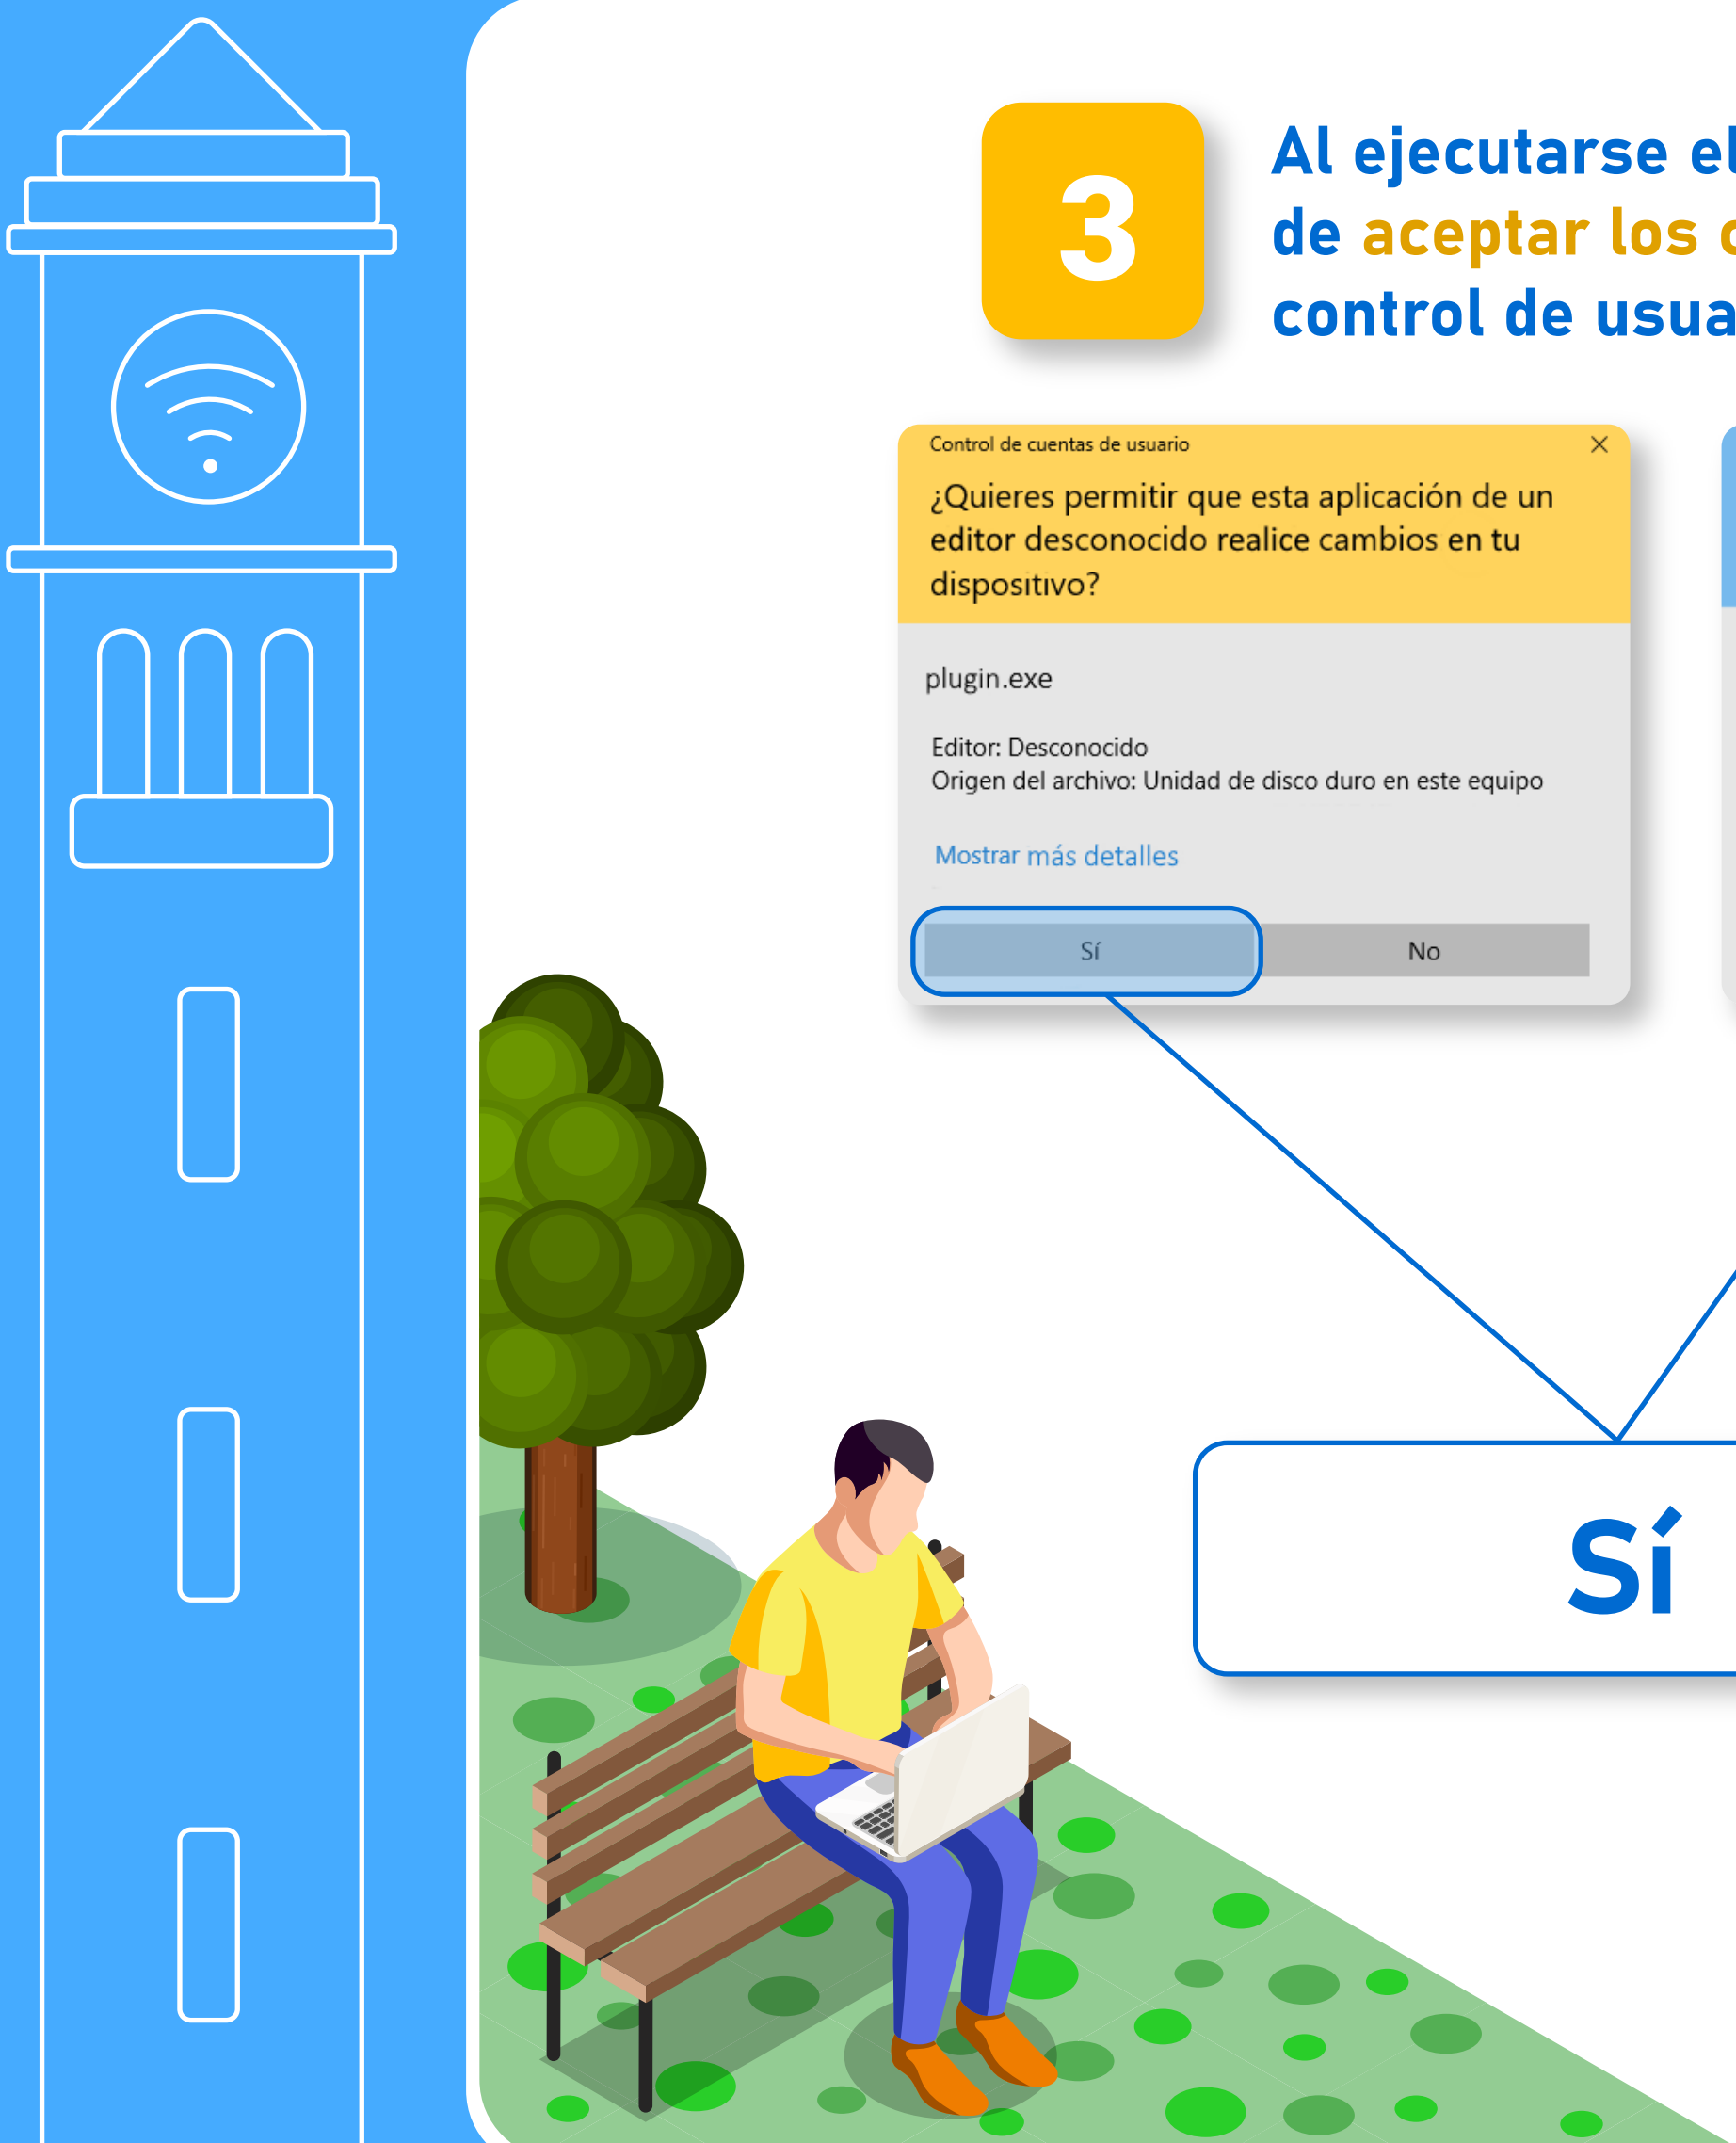 3
Al ejecutarse el
de aceptar los
control de
Control de cuentas de usuario
¿Quieres permitir que esta aplicación de un
editor desconocido realice cambios en tu
dispositivo?
plugin.exe
Editor: Desconocido
Origen del archivo: Unidad de disco duro en este equipo
Mostrar más detalles
Sí
No
Sí